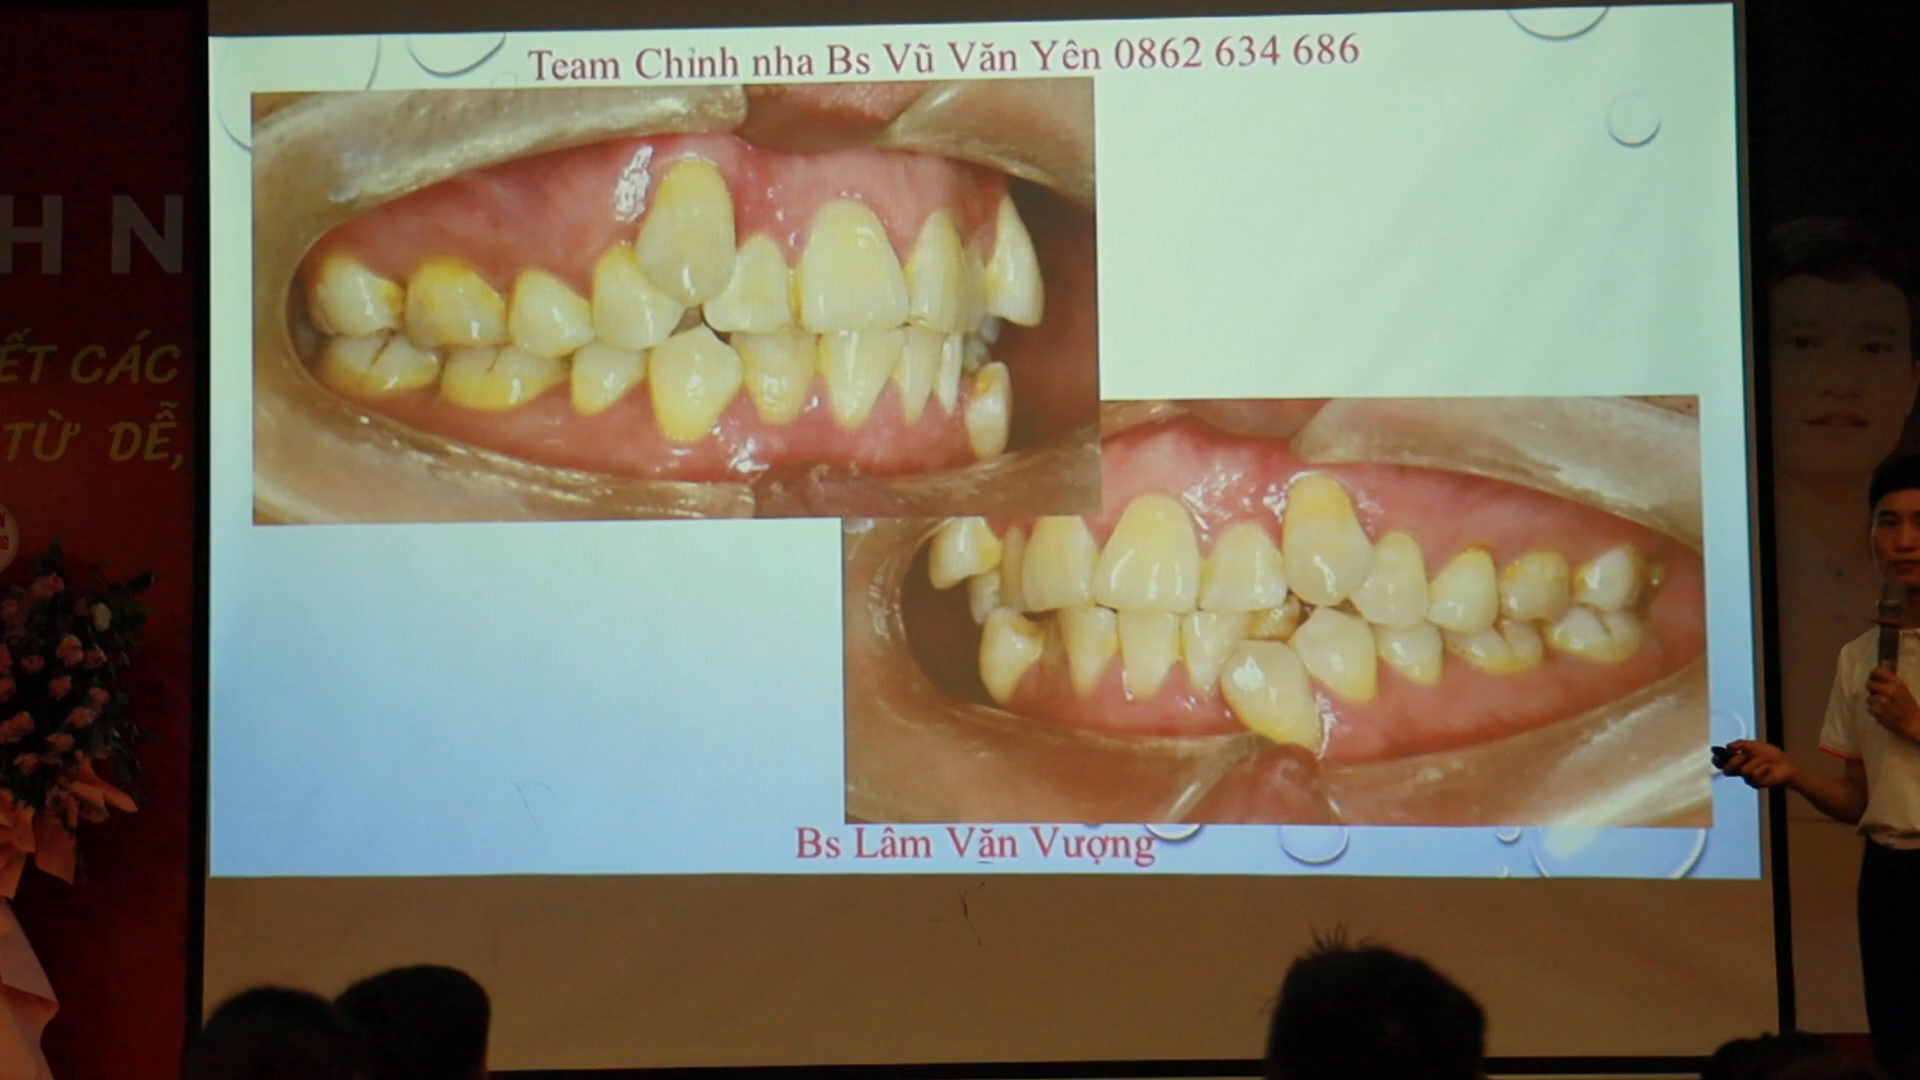 Team Chỉnh nha Bs Vũ Văn Yên 0862 634 686
H N
ẾT CÁC
TỪ DỄ,
Bs Lâm Văn Vượng